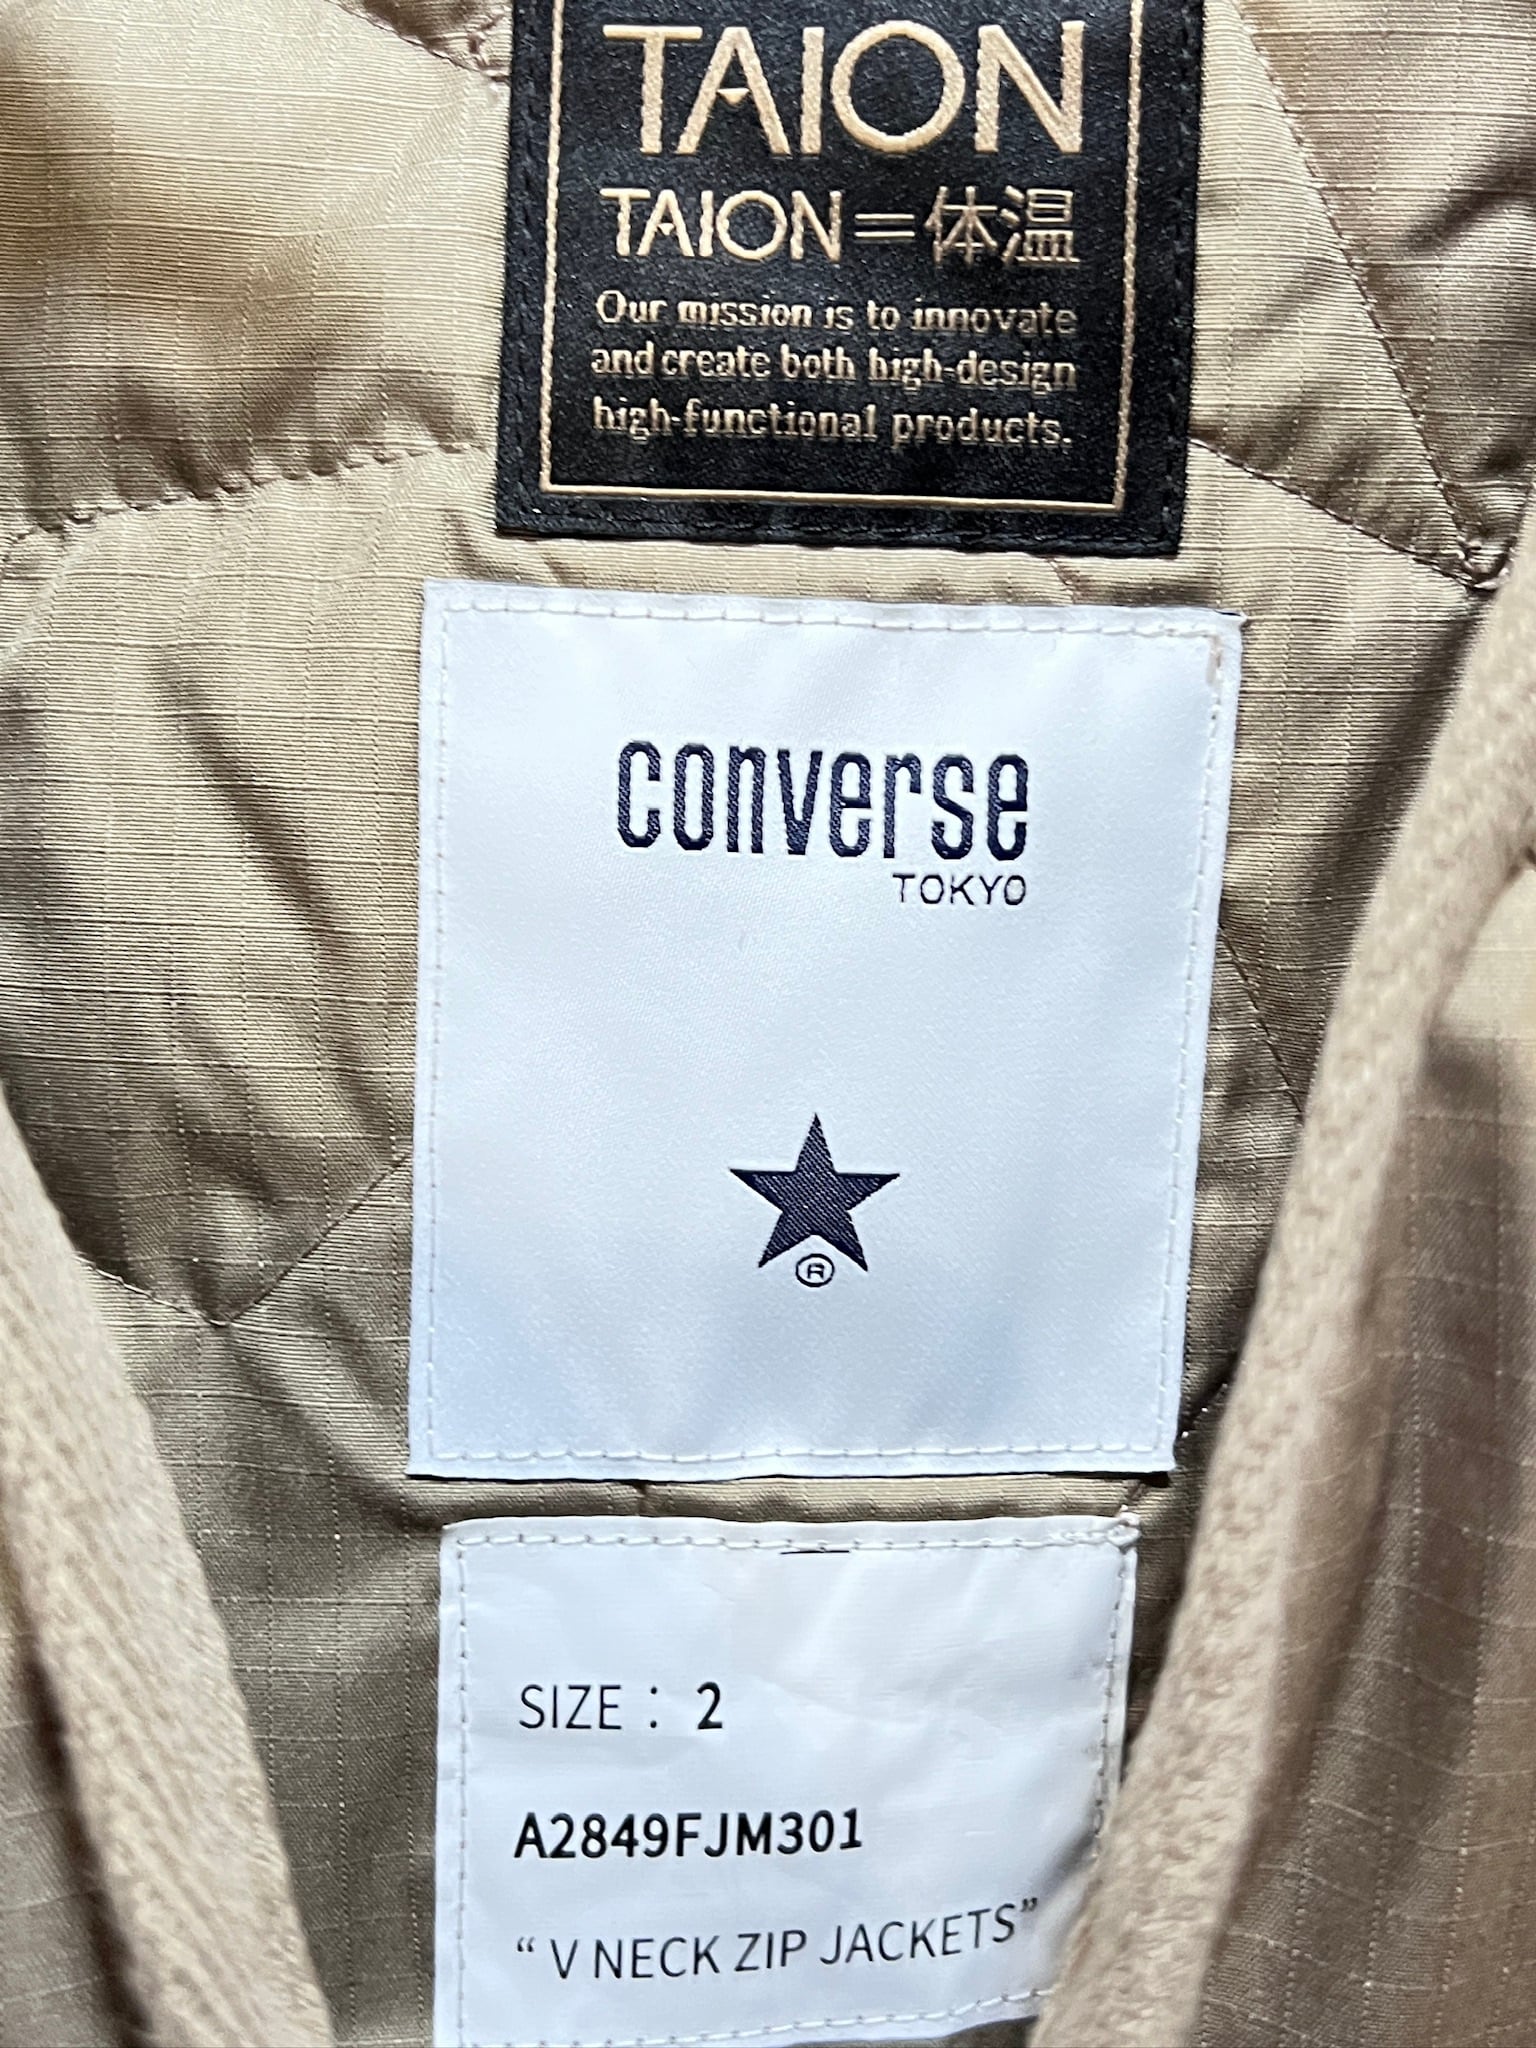 TAION
TAION=体温
Our mission is to innovate
and create both high-design
high-functional products.
converse
TOKYO
®
SIZE : 2
A2849FJM301
“V NECK ZIP JACKETS”